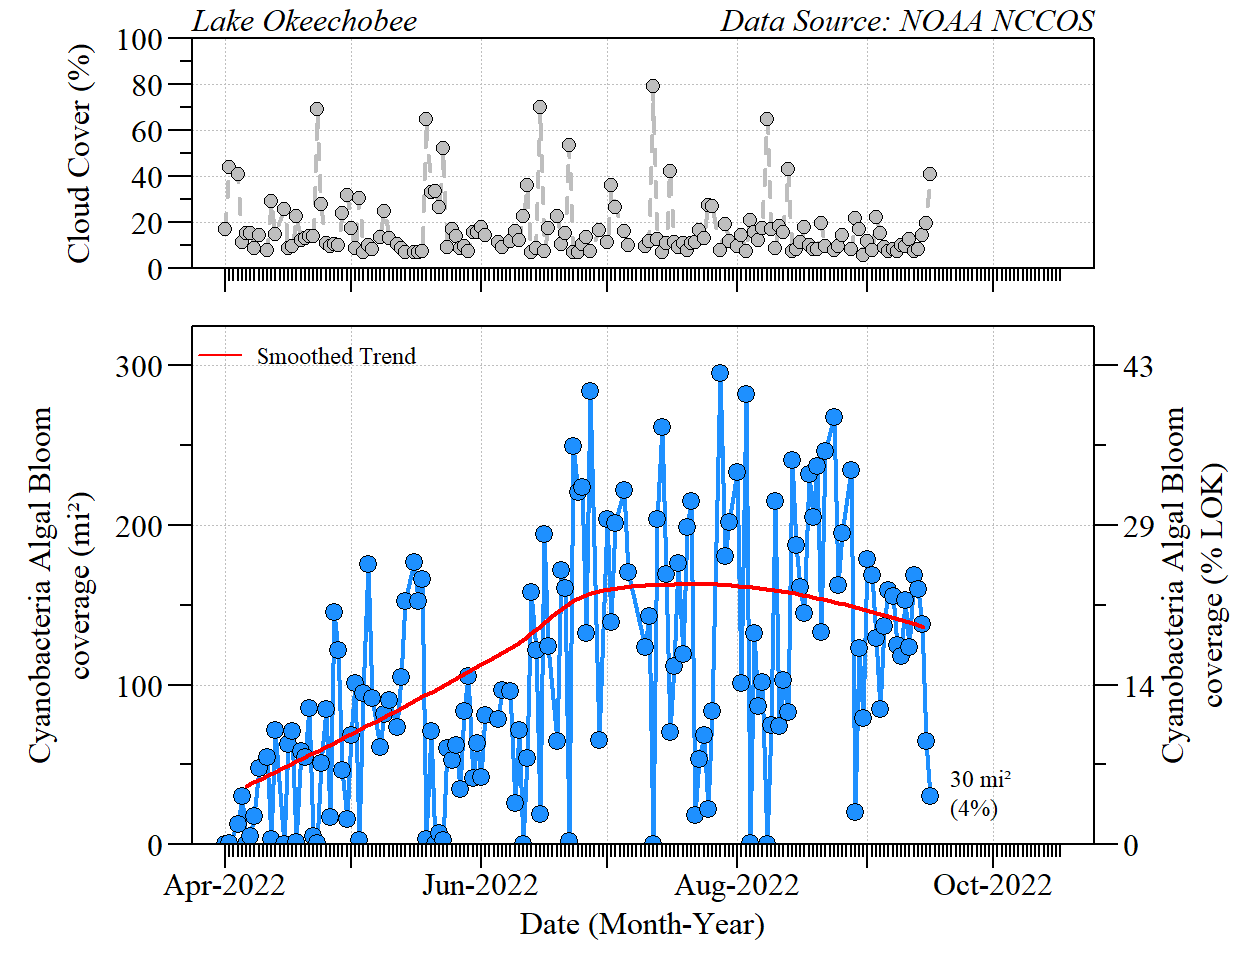 Lake Okeechobee
Data Source: NOAA NCCOS
Cloud Cover (%)
100
80
60
40
20
0
Smoothed Trend
Cyanobacteria Algal Bloom
coverage (mi²)
300
200
100
0
43
29
14
0
Cyanobacteria Algal Bloom
coverage (% LOK)
30 mi²
(4%)
Apr-2022
Jun-2022
Aug-2022
Oct-2022
Date (Month-Year)